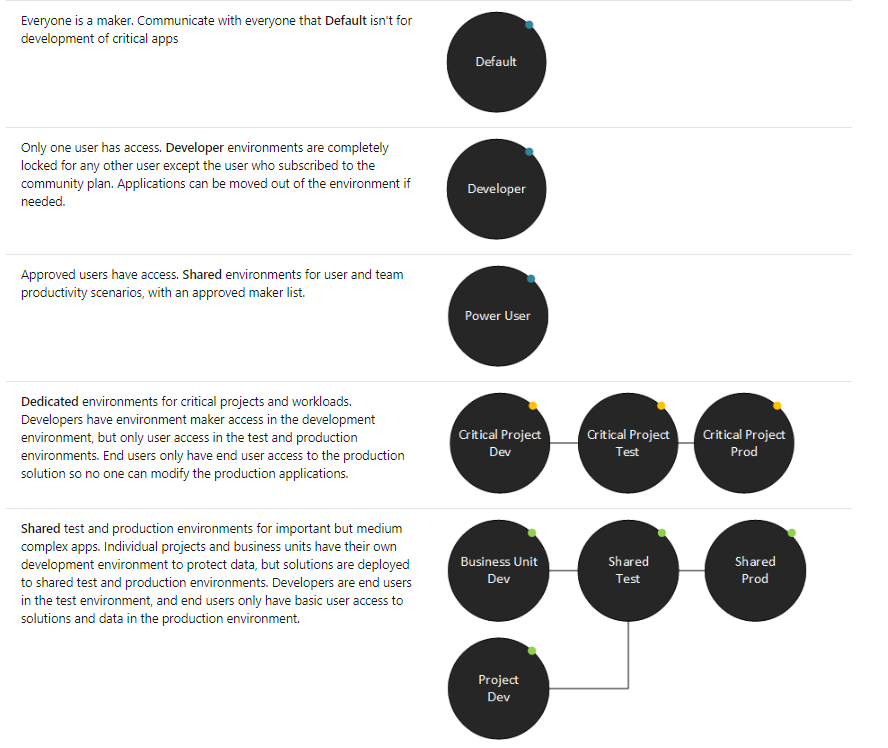 Everyone is a maker. Communicate with everyone that Default isn't for
development of critical apps
Default
Only one user has access. Developer environments are completely
locked for any other user except the user who subscribed to the
community plan. Applications can be moved out of the environment if
needed.
Developer
Approved users have access. Shared environments for user and team
productivity scenarios, with an approved maker list.
Power User
Dedicated environments for critical projects and workloads.
Developers have environment maker access in the development
environment, but only user access in the test and production
environments. End users only have end user access to the production
solution so no one can modify the production applications.
Critical Project
Dev
Critical Project
Test
Critical Project
Prod
Shared test and production environments for important but medium
complex apps. Individual projects and business units have their own
development environment to protect data, but solutions are deployed
to shared test and production environments. Developers are end users
in the test environment, and end users only have basic user access to
solutions and data in the production environment.
Business Unit
Dev
Shared
Test
Shared
Prod
Project
Dev